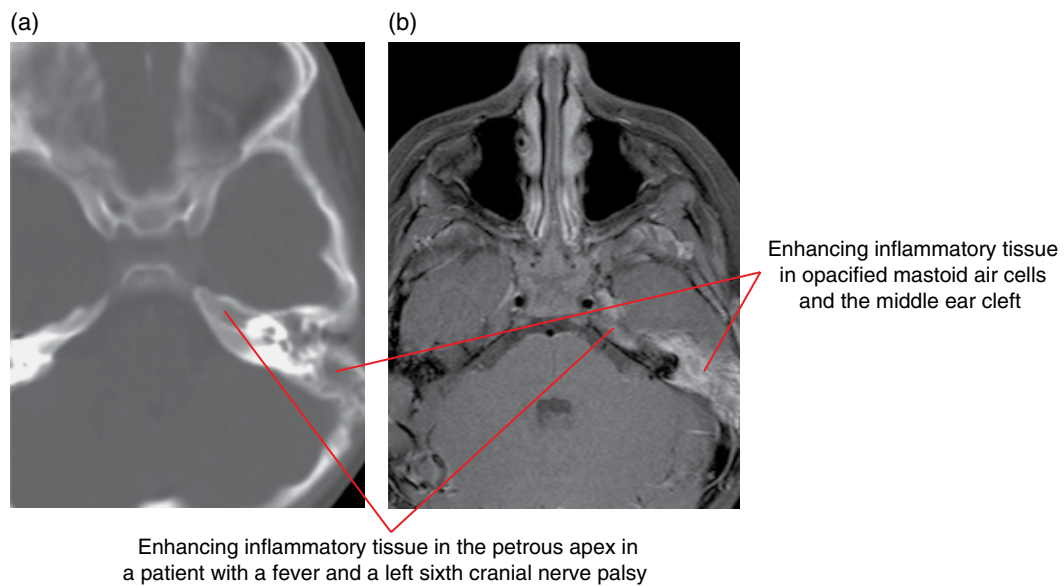 (a)
(b)
Enhancing inflammatory tissue
in opacified mastoid air cells
and the middle ear cleft
Enhancing inflammatory tissue in the petrous apex in
a patient with a fever and a left sixth cranial nerve palsy